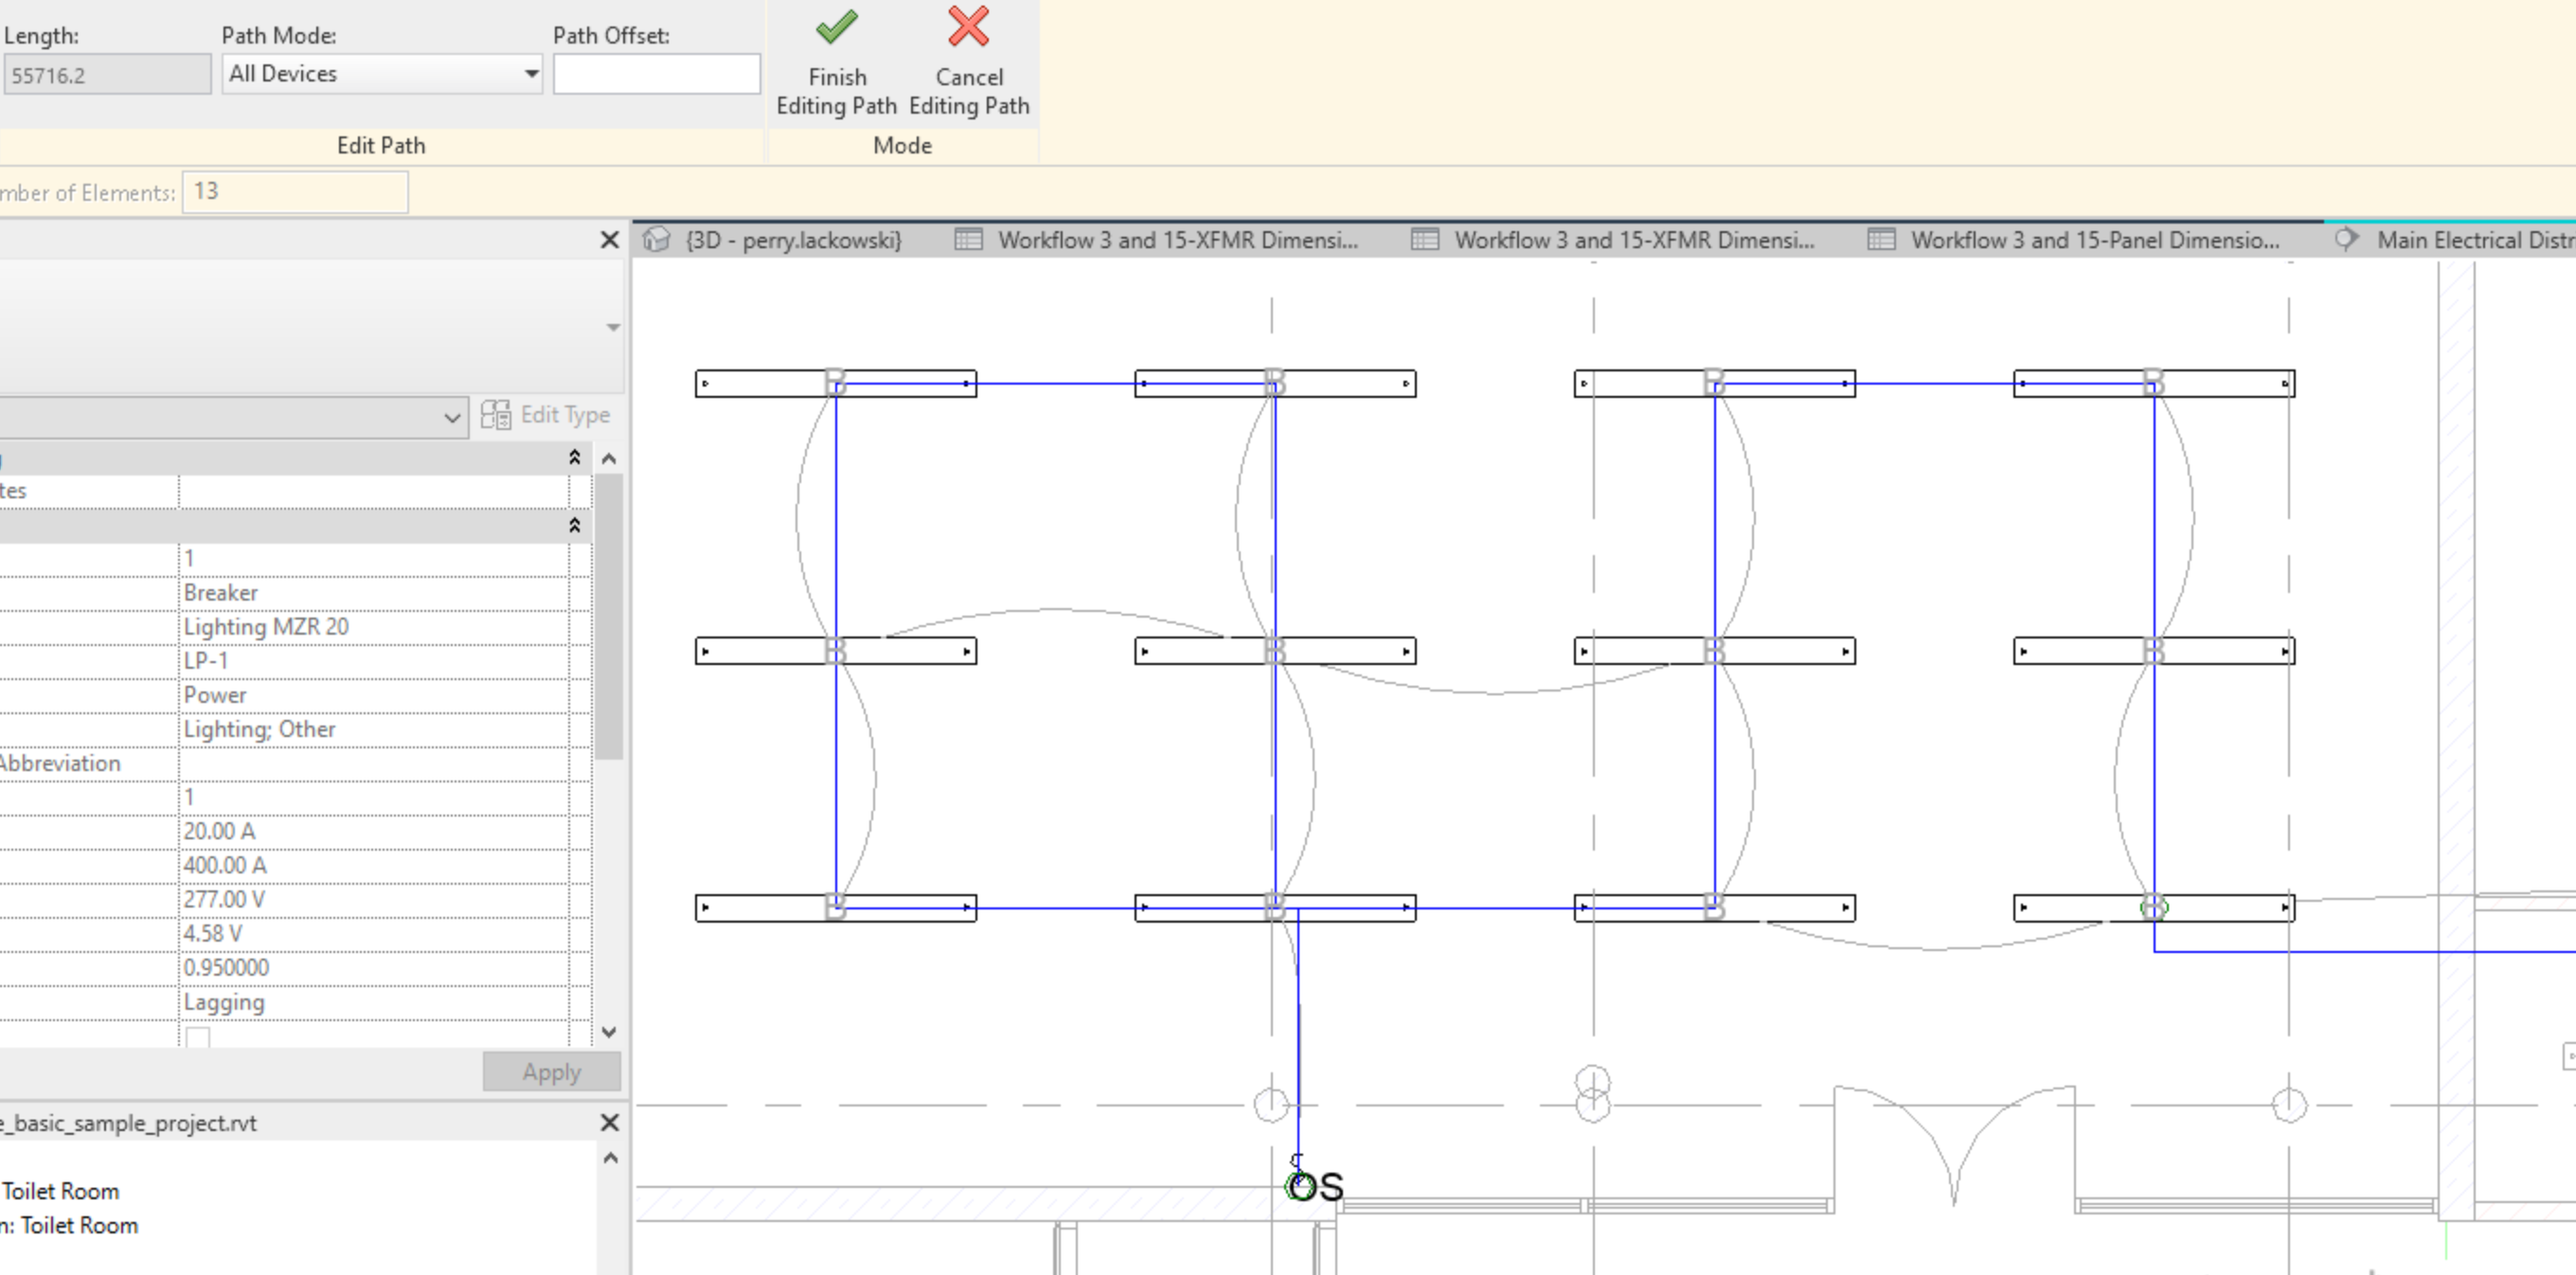 Length:
Path Mode:
Path Offset:
55716.2
All Devices
Finish
Editing Path
Cancel
Editing Path
Edit Path
Mode
mber of Elements:
13
{3D - perry.lackowski}
Workflow 3 and 15-XFMR Dimensi...
Workflow 3 and 15-XFMR Dimensi...
Workflow 3 and 15-Panel Dimensio...
Main Electrical Distr
Edit Type
tes
1
Breaker
Lighting MZR 20
LP-1
Power
Lighting; Other
Abbreviation
1
20.00 A
400.00 A
277.00 V
4.58 V
0.950000
Lagging
Apply
e_basic_sample_project.rvt
Toilet Room
n: Toilet Room
B B B B
B B B B
B B B B
OS